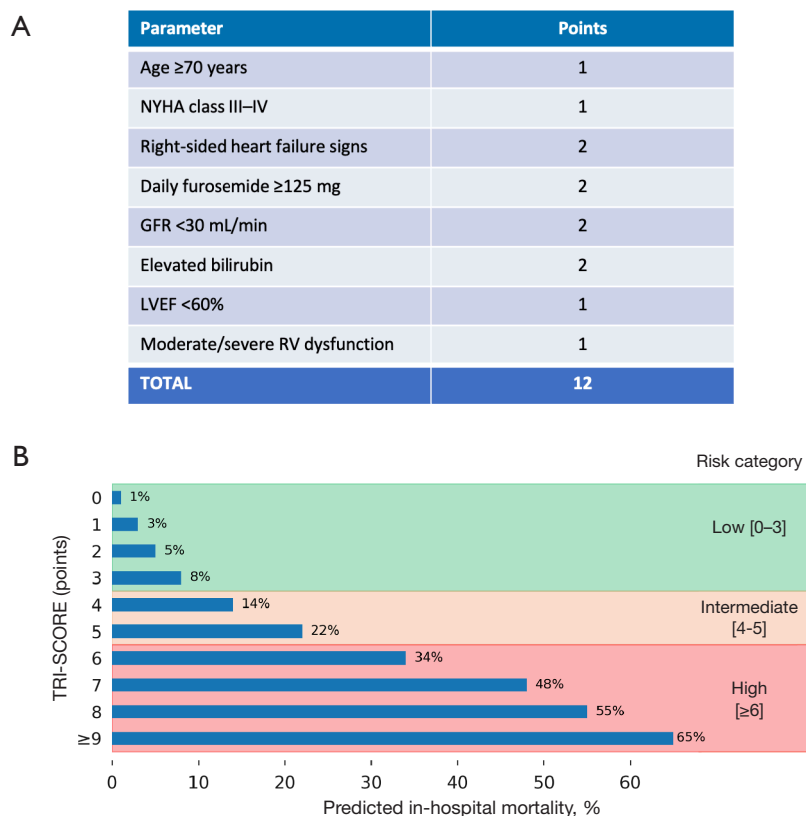 A
Parameter Points
Age ≥70 years 1
NYHA class III–IV 1
Right-sided heart failure signs 2
Daily furosemide ≥125 mg 2
GFR <30 mL/min 2
Elevated bilirubin 2
LVEF <60% 1
Moderate/severe RV dysfunction 1
TOTAL 12
B
Risk category
TRI-SCORE (points)
0 1%
1 3%
2 5%
3 8%
Low [0–3]
4 14%
5 22%
Intermediate
[4-5]
6 34%
7 48%
8 55%
≥9 65%
High
[≥6]
0 10 20 30 40 50 60
Predicted in-hospital mortality, %